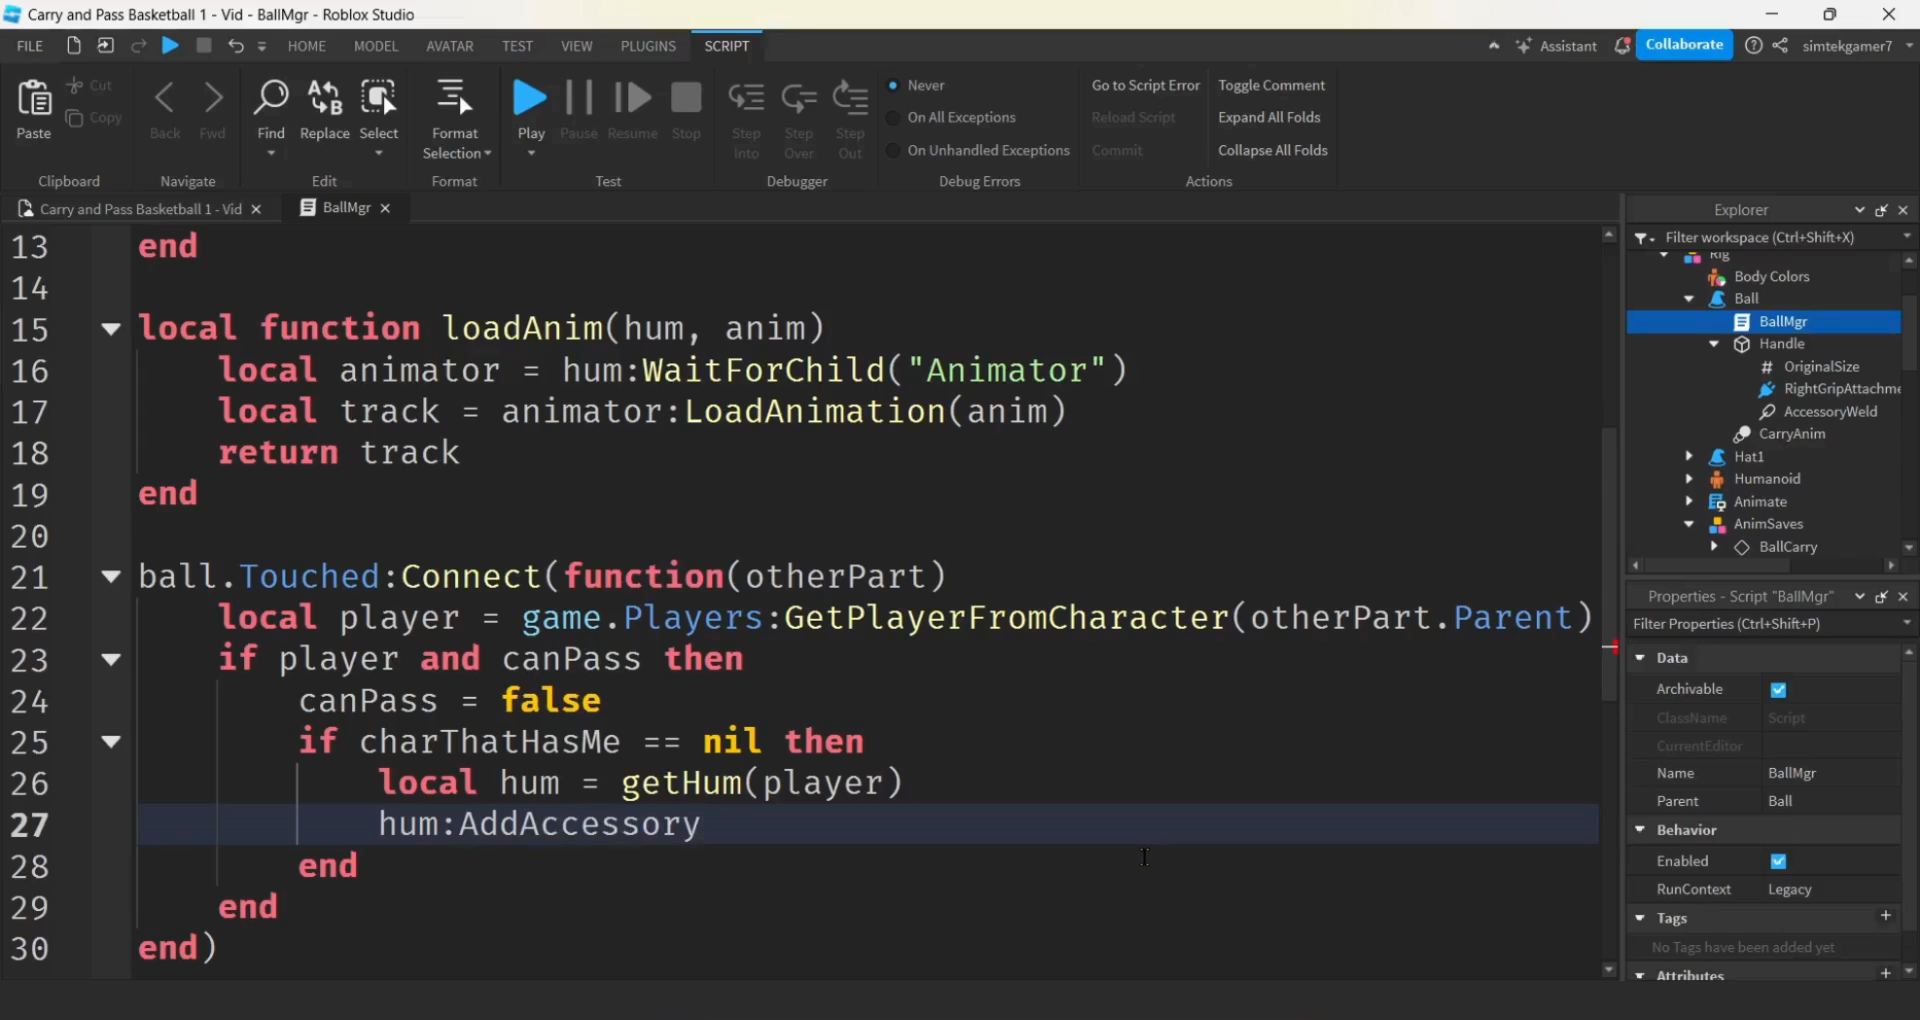 Carry and Pass Basketball 1 - Vid - BallMgr - Roblox Studio
FILE HOME MODEL AVATAR TEST VIEW PLUGINS SCRIPT Assistant Collaborate simtekgamer7
Paste Cut Copy
Back Fwd
Find Replace Select
Format Selection
Play Pause Resume Stop
Step Into Step Over Step Out
Never
On All Exceptions
On Unhandled Exceptions
Go to Script Error
Reload Script
Commit
Toggle Comment
Expand All Folds
Collapse All Folds
Clipboard Navigate Edit Format Test Debugger Debug Errors Actions
Carry and Pass Basketball 1 - Vid BallMgr
13 end
14
15 local function loadAnim(hum, anim)
16 local animator = hum:WaitForChild("Animator")
17 local track = animator:LoadAnimation(anim)
18 return track
19 end
20
21 ball.Touched:Connect(function(otherPart)
22 local player = game.Players:GetPlayerFromCharacter(otherPart.Parent)
23 if player and canPass then
24 canPass = false
25 if charThatHasMe == nil then
26 local hum = getHum(player)
27 hum:AddAccessory
28 end
29 end
30 end)
Explorer
Filter workspace (Ctrl+Shift+X)
Rig
Body Colors
Ball
BallMgr
Handle
# OriginalSize
RightGripAttachme
AccessoryWeld
CarryAnim
Hat1
Humanoid
Animate
AnimSaves
BallCarry
Properties - Script "BallMgr"
Filter Properties (Ctrl+Shift+P)
Data
Archivable
ClassName Script
CurrentEditor
Name BallMgr
Parent Ball
Behavior
Enabled
RunContext Legacy
Tags +
No Tags have been added yet
Attributes +